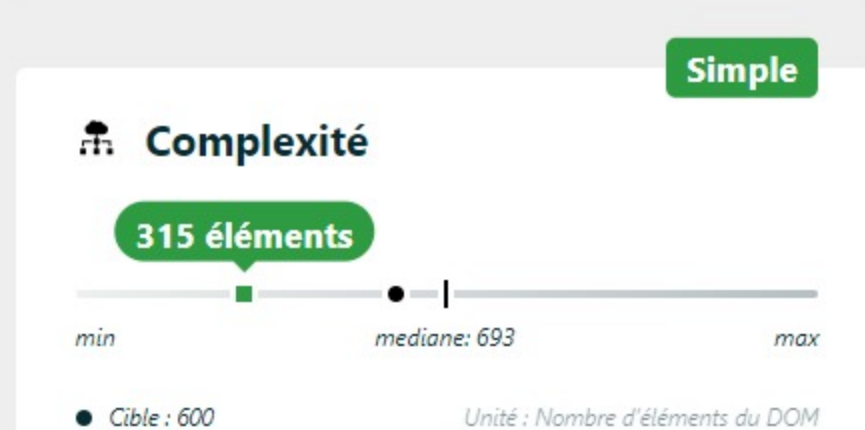 Simple
Complexité
315 éléments
min mediane: 693 max
Cible : 600 Unité : Nombre d'éléments du DOM